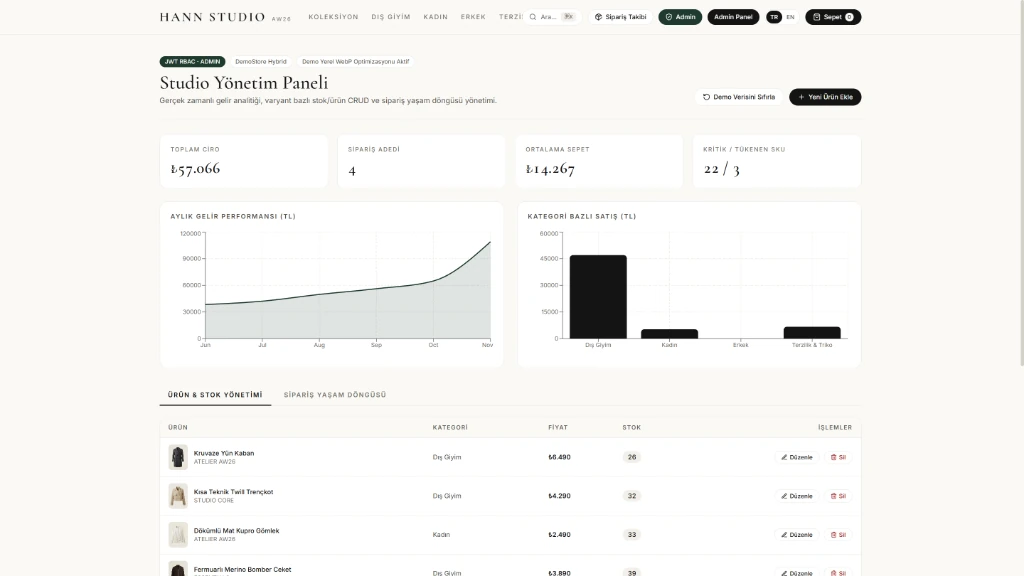 HANN STUDIO AW26 KOLEKSİYON DIŞ GİYİM KADIN ERKEK TERZİ Ara... ⌘K Sipariş Takibi Admin Admin Panel TR EN Sepet 0
JWT RBAC · ADMIN DemoStore Hybrid Demo Yerel WebP Optimizasyonu Aktif
Studio Yönetim Paneli
Gerçek zamanlı gelir analitiği, varyant bazlı stok/ürün CRUD ve sipariş yaşam döngüsü yönetimi.
Demo Verisini Sıfırla + Yeni Ürün Ekle
TOPLAM CİRO
₺57.066
SİPARİŞ ADEDİ
4
ORTALAMA SEPET
₺14.267
KRİTİK / TÜKENEN SKU
22 / 3
AYLIK GELİR PERFORMANSI (TL)
120000
90000
60000
30000
0
Jun Jul Aug Sep Oct Nov
KATEGORİ BAZLI SATIŞ (TL)
60000
45000
30000
15000
0
Dış Giyim Kadın Erkek Terzilik & Triko
ÜRÜN & STOK YÖNETİMİ SİPARİŞ YAŞAM DÖNGÜSÜ
ÜRÜN KATEGORİ FİYAT STOK İŞLEMLER
Kruvaze Yün Kaban
ATELIER AW26
Dış Giyim ₺6.490 26 Düzenle Sil
Kısa Teknik Twill Trençkot
STUDIO CORE
Dış Giyim ₺4.290 32 Düzenle Sil
Dökümlü Mat Kupro Gömlek
ATELIER AW26
Kadın ₺2.490 33 Düzenle Sil
Fermuarlı Merino Bomber Ceket
Dış Giyim ₺3.890 39 Düzenle Sil